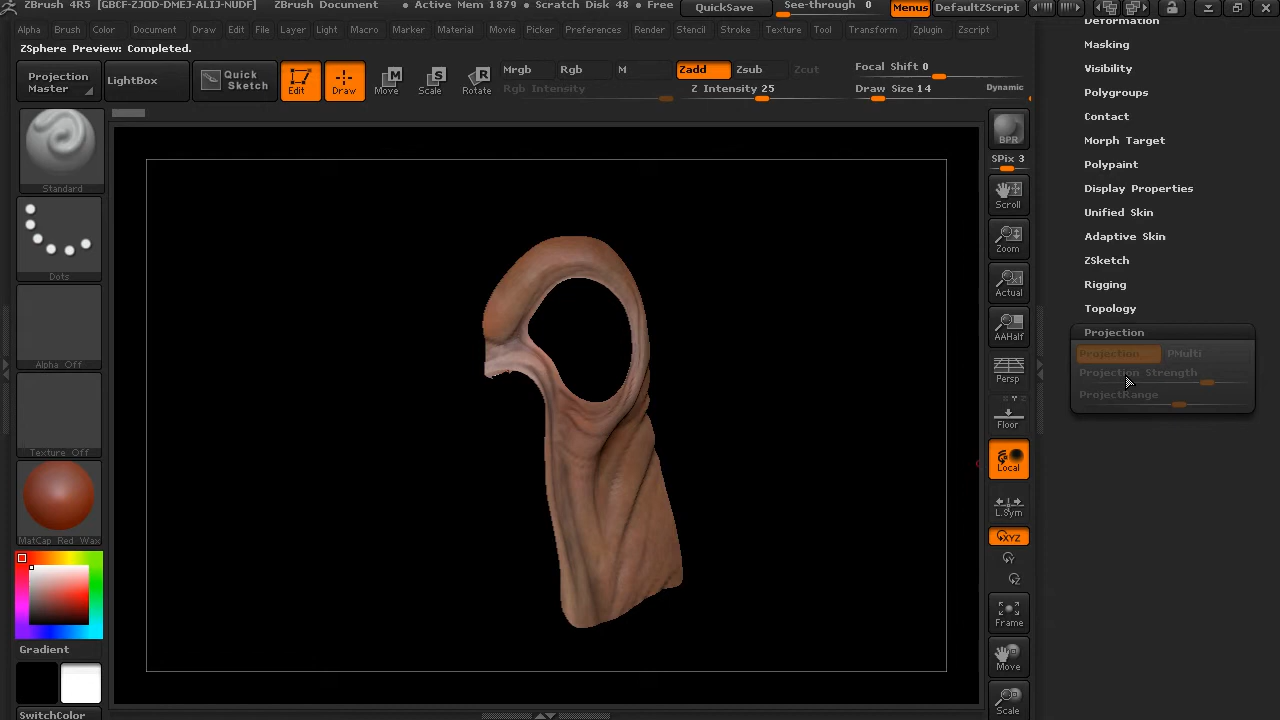 ZBrush 4R5 [GBCF-ZJOD-DMEJ-ALIJ-NUDF] ZBrush Document • Active Mem 1879 • Scratch Disk 48 • Free QuickSave See-through 0 Menus DefaultZScript
Alpha Brush Color Document Draw Edit File Layer Light Macro Marker Material Movie Picker Preferences Render Stencil Stroke Texture Tool Transform Zplugin Zscript
ZSphere Preview: Completed.
Projection Master
LightBox
Quick Sketch
Edit
Draw
Move
Scale
Rotate
Mrgb Rgb M Zadd Zsub Zcut
Rgb Intensity Z Intensity 25
Focal Shift 0
Draw Size 14 Dynamic
Standard
Dots
Alpha Off
Texture Off
MatCap Red Wax
Gradient
SwitchColor
BPR
SPix 3
Scroll
Zoom
Actual
AAHalf
Persp
Floor
Local
L.Sym
XYZ
Y
Z
Frame
Move
Scale
Deformation
Masking
Visibility
Polygroups
Contact
Morph Target
Polypaint
Display Properties
Unified Skin
Adaptive Skin
ZSketch
Rigging
Topology
Projection
Projection PMulti
Projection Strength
ProjectRange